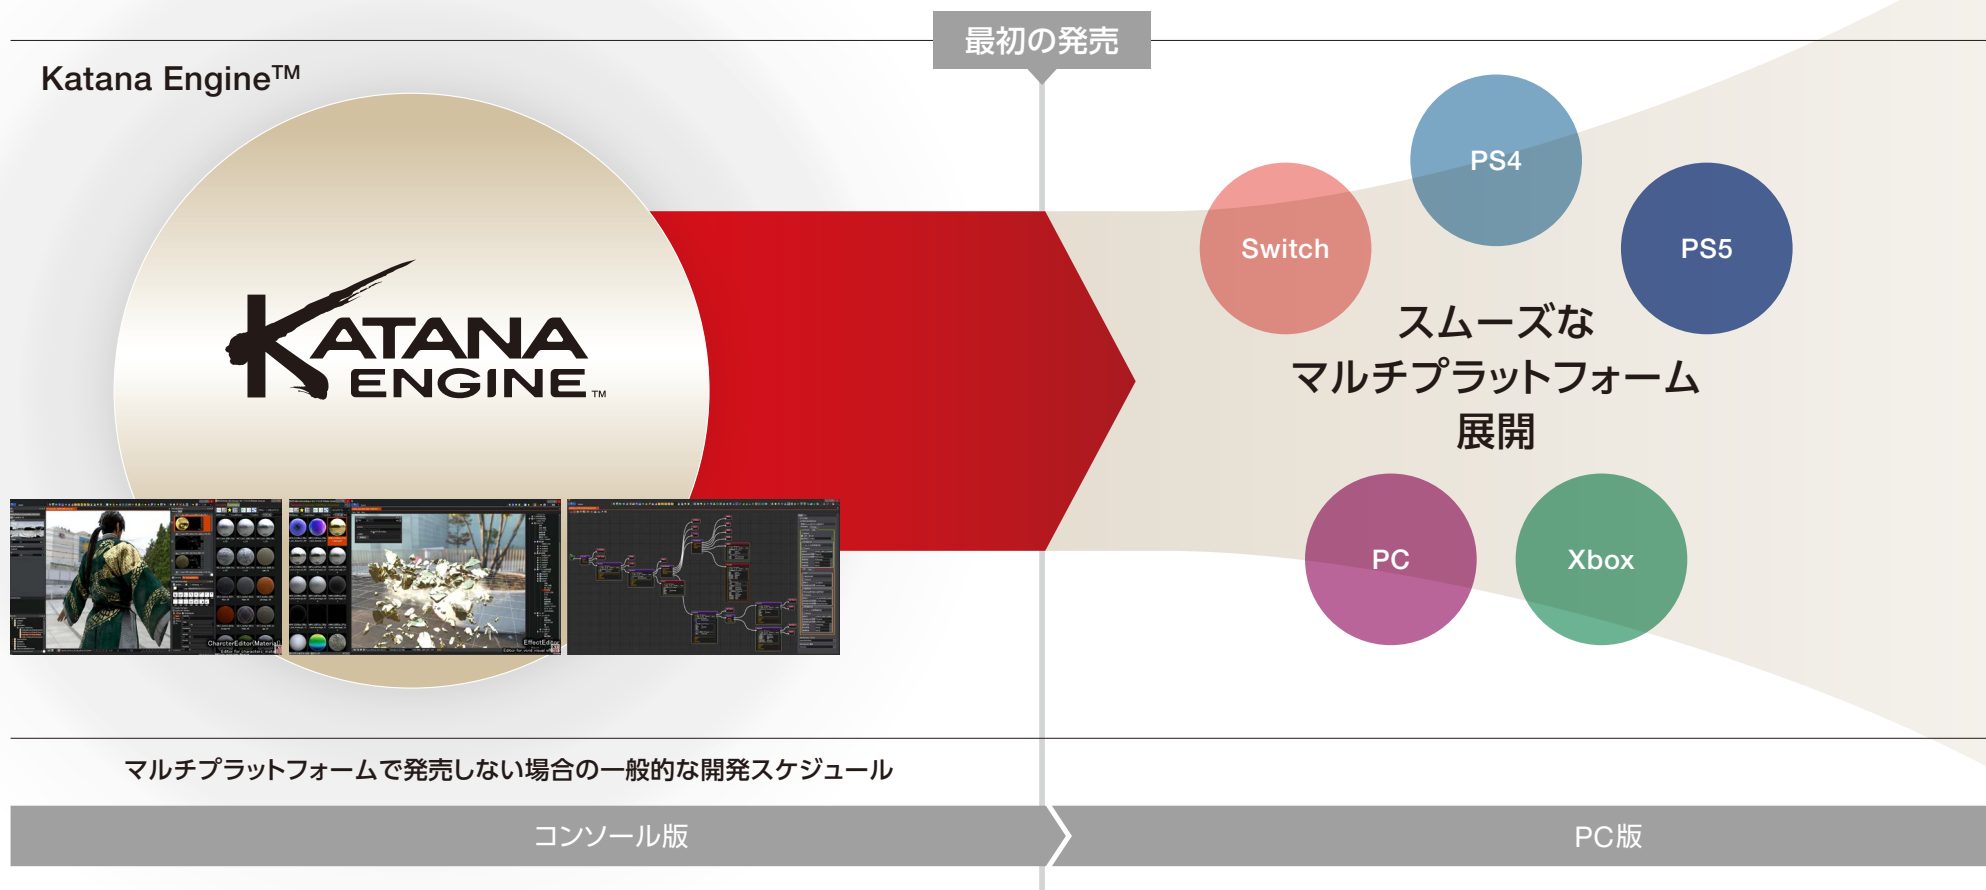 最初の発売
Katana Engine™
KATANA
ENGINE™
Switch
PS4
PS5
スムーズな
マルチプラットフォーム
展開
PC
Xbox
CharcterEditor(Material)
EffectEditor
マルチプラットフォームで発売しない場合の一般的な開発スケジュール
コンソール版
PC版